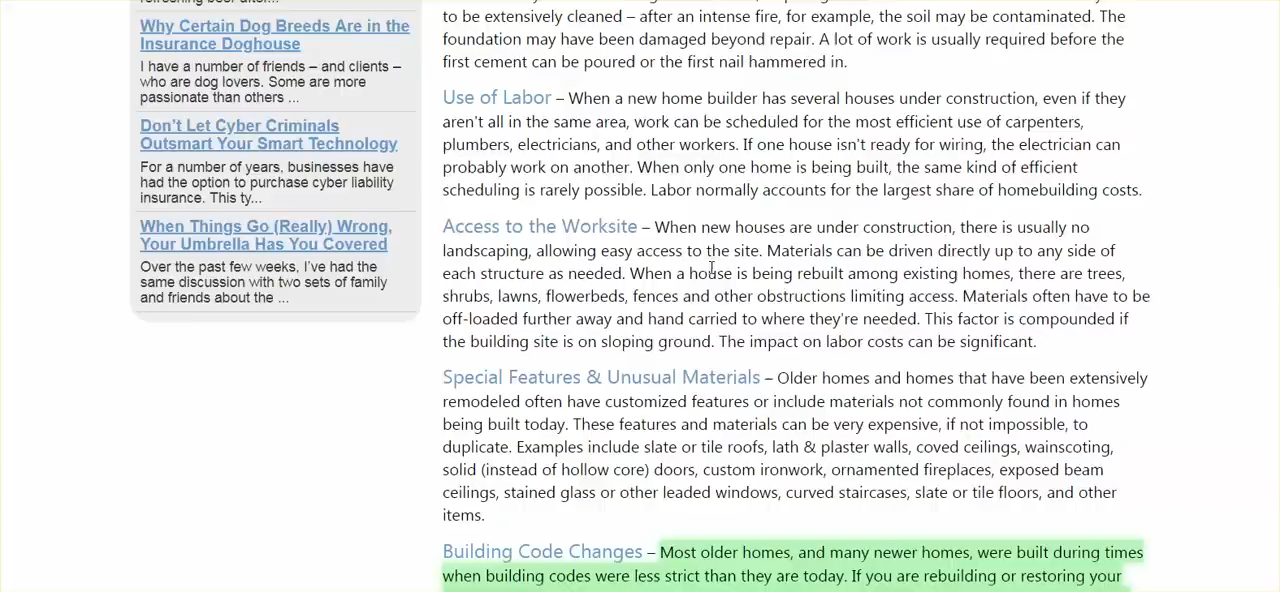 Why Certain Dog Breeds Are in the
Insurance Doghouse
I have a number of friends – and clients –
who are dog lovers. Some are more
passionate than others ...
Don't Let Cyber Criminals
Outsmart Your Smart Technology
For a number of years, businesses have
had the option to purchase cyber liability
insurance. This ty...
When Things Go (Really) Wrong,
Your Umbrella Has You Covered
Over the past few weeks, I've had the
same discussion with two sets of family
and friends about the ...
to be extensively cleaned – after an intense fire, for example, the soil may be contaminated. The
foundation may have been damaged beyond repair. A lot of work is usually required before the
first cement can be poured or the first nail hammered in.
Use of Labor – When a new home builder has several houses under construction, even if they
aren't all in the same area, work can be scheduled for the most efficient use of carpenters,
plumbers, electricians, and other workers. If one house isn't ready for wiring, the electrician can
probably work on another. When only one home is being built, the same kind of efficient
scheduling is rarely possible. Labor normally accounts for the largest share of homebuilding costs.
Access to the Worksite – When new houses are under construction, there is usually no
landscaping, allowing easy access to the site. Materials can be driven directly up to any side of
each structure as needed. When a house is being rebuilt among existing homes, there are trees,
shrubs, lawns, flowerbeds, fences and other obstructions limiting access. Materials often have to be
off-loaded further away and hand carried to where they're needed. This factor is compounded if
the building site is on sloping ground. The impact on labor costs can be significant.
Special Features & Unusual Materials – Older homes and homes that have been extensively
remodeled often have customized features or include materials not commonly found in homes
being built today. These features and materials can be very expensive, if not impossible, to
duplicate. Examples include slate or tile roofs, lath & plaster walls, coved ceilings, wainscoting,
solid (instead of hollow core) doors, custom ironwork, ornamented fireplaces, exposed beam
ceilings, stained glass or other leaded windows, curved staircases, slate or tile floors, and other
items.
Building Code Changes – Most older homes, and many newer homes, were built during times
when building codes were less strict than they are today. If you are rebuilding or restoring your